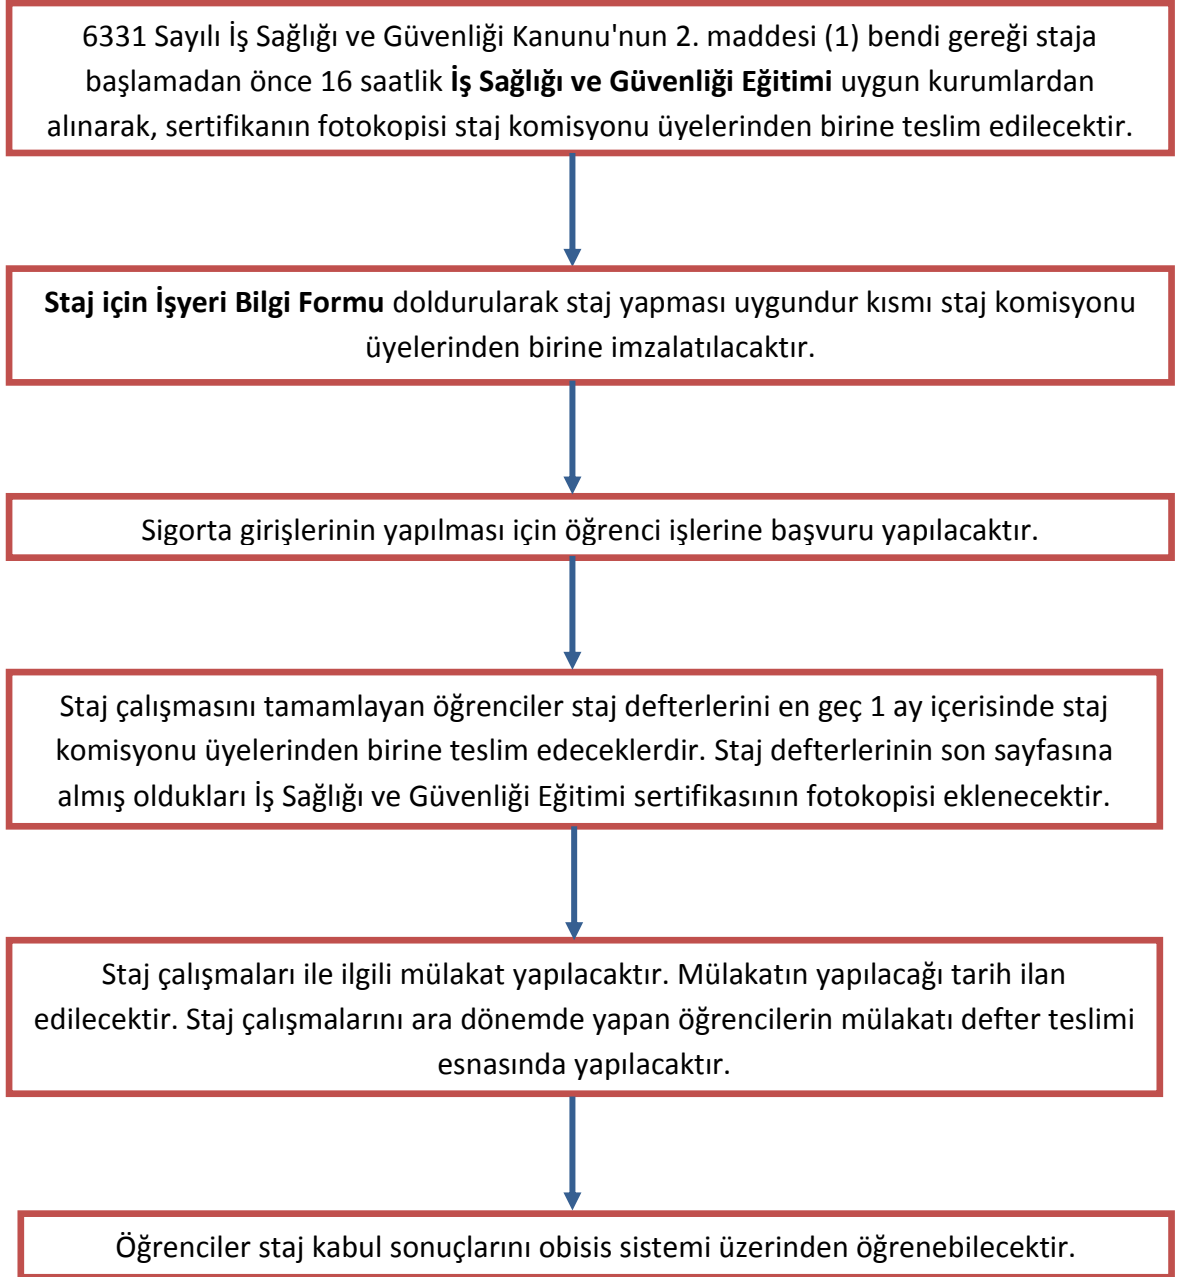 6331 Sayılı İş Sağlığı ve Güvenliği Kanunu'nun 2. maddesi (1) bendi gereği staja
başlamadan önce 16 saatlik İş Sağlığı ve Güvenliği Eğitimi uygun kurumlardan
alınarak, sertifikanın fotokopisi staj komisyonu üyelerinden birine teslim edilecektir.
Staj için İşyeri Bilgi Formu doldurularak staj yapması uygundur kısmı staj komisyonu
üyelerinden birine imzalatılacaktır.
Sigorta girişlerinin yapılması için öğrenci işlerine başvuru yapılacaktır.
Staj çalışmasını tamamlayan öğrenciler staj defterlerini en geç 1 ay içerisinde staj
komisyonu üyelerinden birine teslim edeceklerdir. Staj defterlerinin son sayfasına
almış oldukları İş Sağlığı ve Güvenliği Eğitimi sertifikasının fotokopisi eklenecektir.
Staj çalışmaları ile ilgili mülakat yapılacaktır. Mülakatın yapılacağı tarih ilan
edilecektir. Staj çalışmalarını ara dönemde yapan öğrencilerin mülakatı defter teslimi
esnasında yapılacaktır.
Öğrenciler staj kabul sonuçlarını obisis sistemi üzerinden öğrenebilecektir.